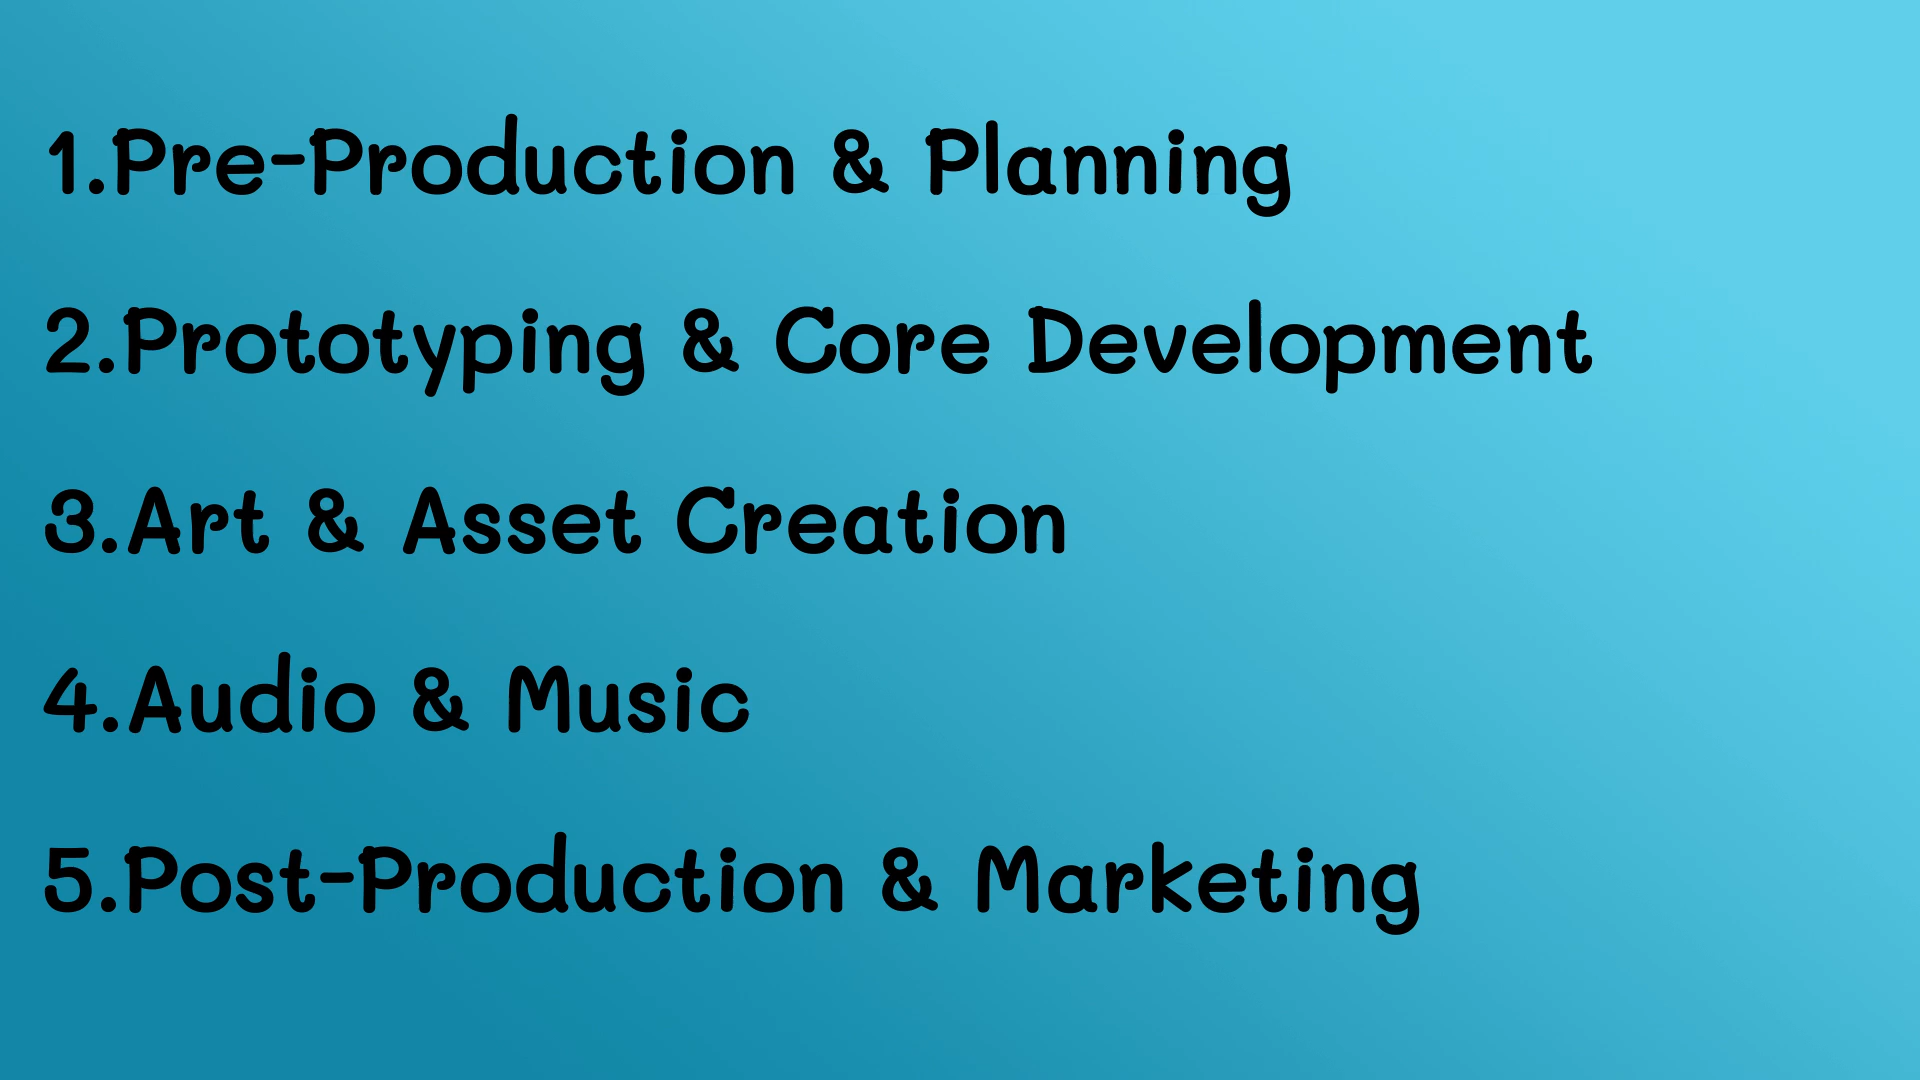 1.Pre-Production & Planning
2.Prototyping & Core Development
3.Art & Asset Creation
4.Audio & Music
5.Post-Production & Marketing